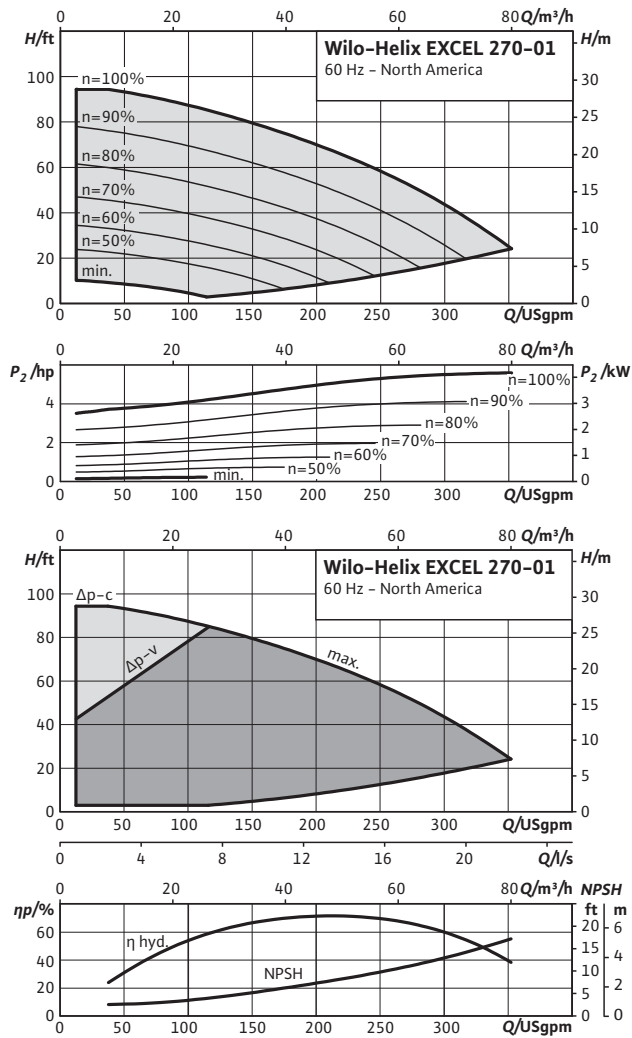 0 20 40 60 80 Q/m³/h
H/ft H/m
Wilo-Helix EXCEL 270-01
60 Hz - North America
100 80 60 40 20 0
30 25 20 15 10 5 0
n=100%
n=90%
n=80%
n=70%
n=60%
n=50%
min.
0 50 100 150 200 250 300 Q/USgpm
0 20 40 60 80 Q/m³/h
P₂/hp P₂/kW
4 2 0
3 2 1 0
n=100%
n=90%
n=80%
n=70%
n=60%
n=50%
min.
0 50 100 150 200 250 300 Q/USgpm
0 20 40 60 80 Q/m³/h
H/ft H/m
Wilo-Helix EXCEL 270-01
60 Hz - North America
100 80 60 40 20 0
30 25 20 15 10 5 0
Δp-c
Δp-v
max.
0 50 100 150 200 250 300 Q/USgpm
0 4 8 12 16 20 Q/l/s
0 20 40 60 80 Q/m³/h NPSH
ηp/% ft m
60 40 20 0
20 15 10 5 0
6 4 2 0
η hyd.
NPSH
0 50 100 150 200 250 300 Q/USgpm